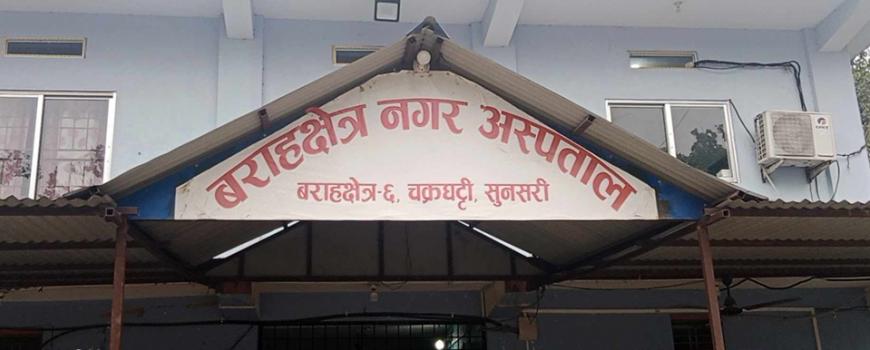 बराहक्षेत्र नगर अस्पताल
बराहक्षेत्र-६, चक्रघट्टी, सुनसरी